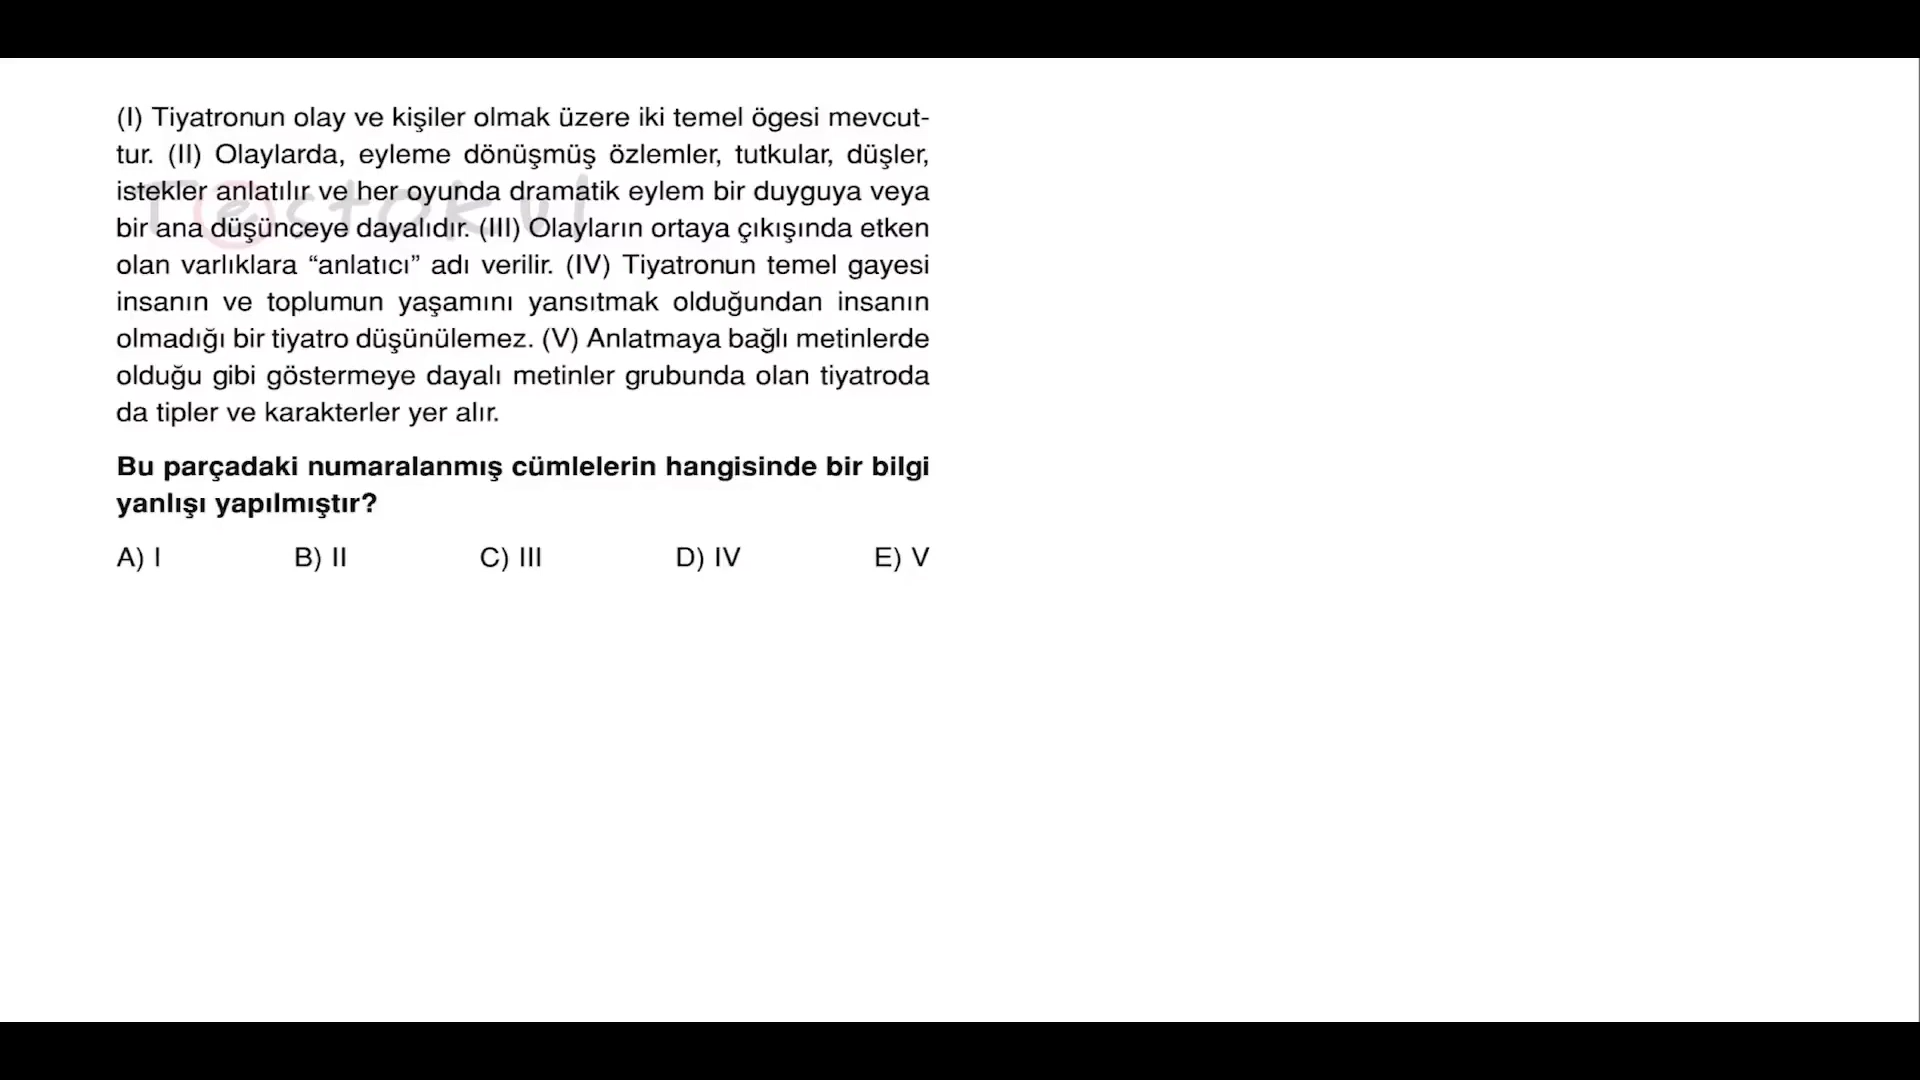 (I) Tiyatronun olay ve kişiler olmak üzere iki temel ögesi mevcut-
tur. (II) Olaylarda, eyleme dönüşmüş özlemler, tutkular, düşler,
istekler anlatılır ve her oyunda dramatik eylem bir duyguya veya
bir ana düşünceye dayalıdır. (III) Olayların ortaya çıkışında etken
olan varlıklara “anlatıcı” adı verilir. (IV) Tiyatronun temel gayesi
insanın ve toplumun yaşamını yansıtmak olduğundan insanın
olmadığı bir tiyatro düşünülemez. (V) Anlatmaya bağlı metinlerde
olduğu gibi göstermeye dayalı metinler grubunda olan tiyatroda
da tipler ve karakterler yer alır.
Testokul
Bu parçadaki numaralanmış cümlelerin hangisinde bir bilgi
yanlışı yapılmıştır?
A) I B) II C) III D) IV E) V